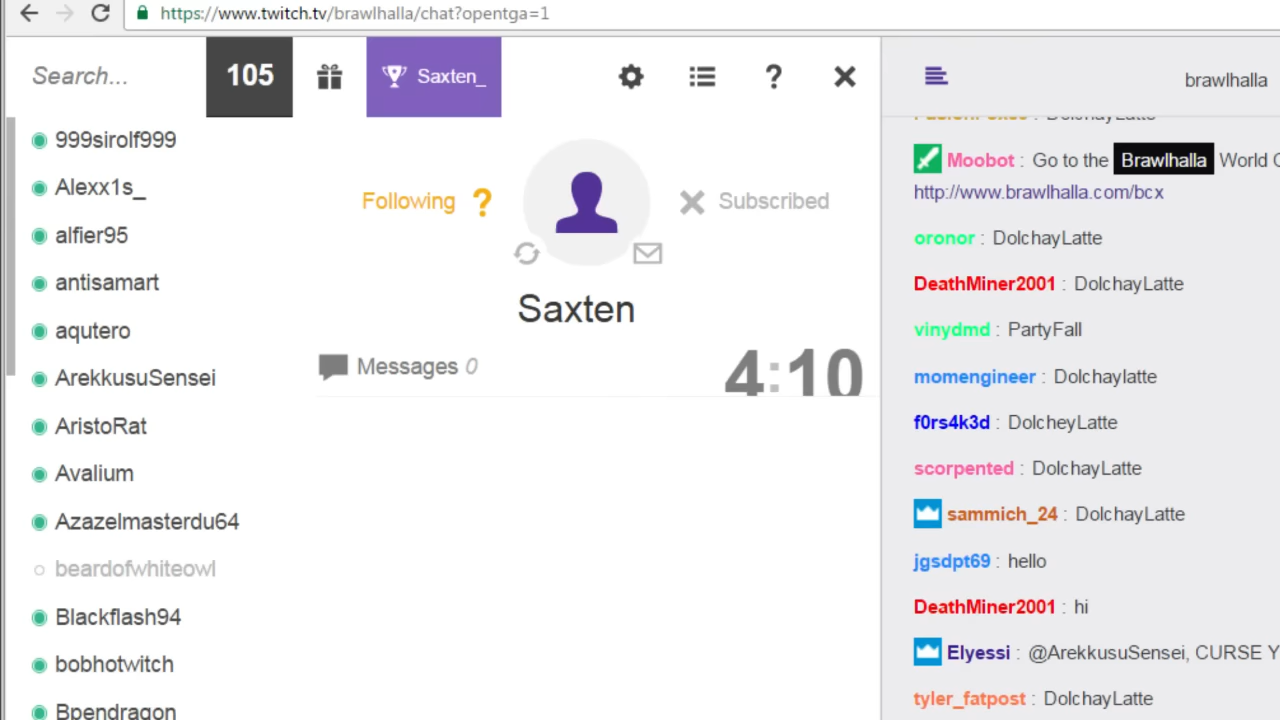 https://www.twitch.tv/brawlhalla/chat?opentga=1
Search...
105
Saxten_
?
999sirolf999
Alexx1s_
alfier95
antisamart
aqutero
ArekkusuSensei
AristoRat
Avalium
Azazelmasterdu64
beardofwhiteowl
Blackflash94
bobhotwitch
Bpendragon
Following ?
Subscribed
Saxten
Messages 0
4:10
brawlhalla
DolchayLatte
Moobot : Go to the Brawlhalla World
http://www.brawlhalla.com/bcx
oronor : DolchayLatte
DeathMiner2001 : DolchayLatte
vinydmd : PartyFall
momengineer : Dolchaylatte
f0rs4k3d : DolcheyLatte
scorpented : DolchayLatte
sammich_24 : DolchayLatte
jgsdpt69 : hello
DeathMiner2001 : hi
Elyessi : @ArekkusuSensei, CURSE Y
tyler_fatpost : DolchayLatte